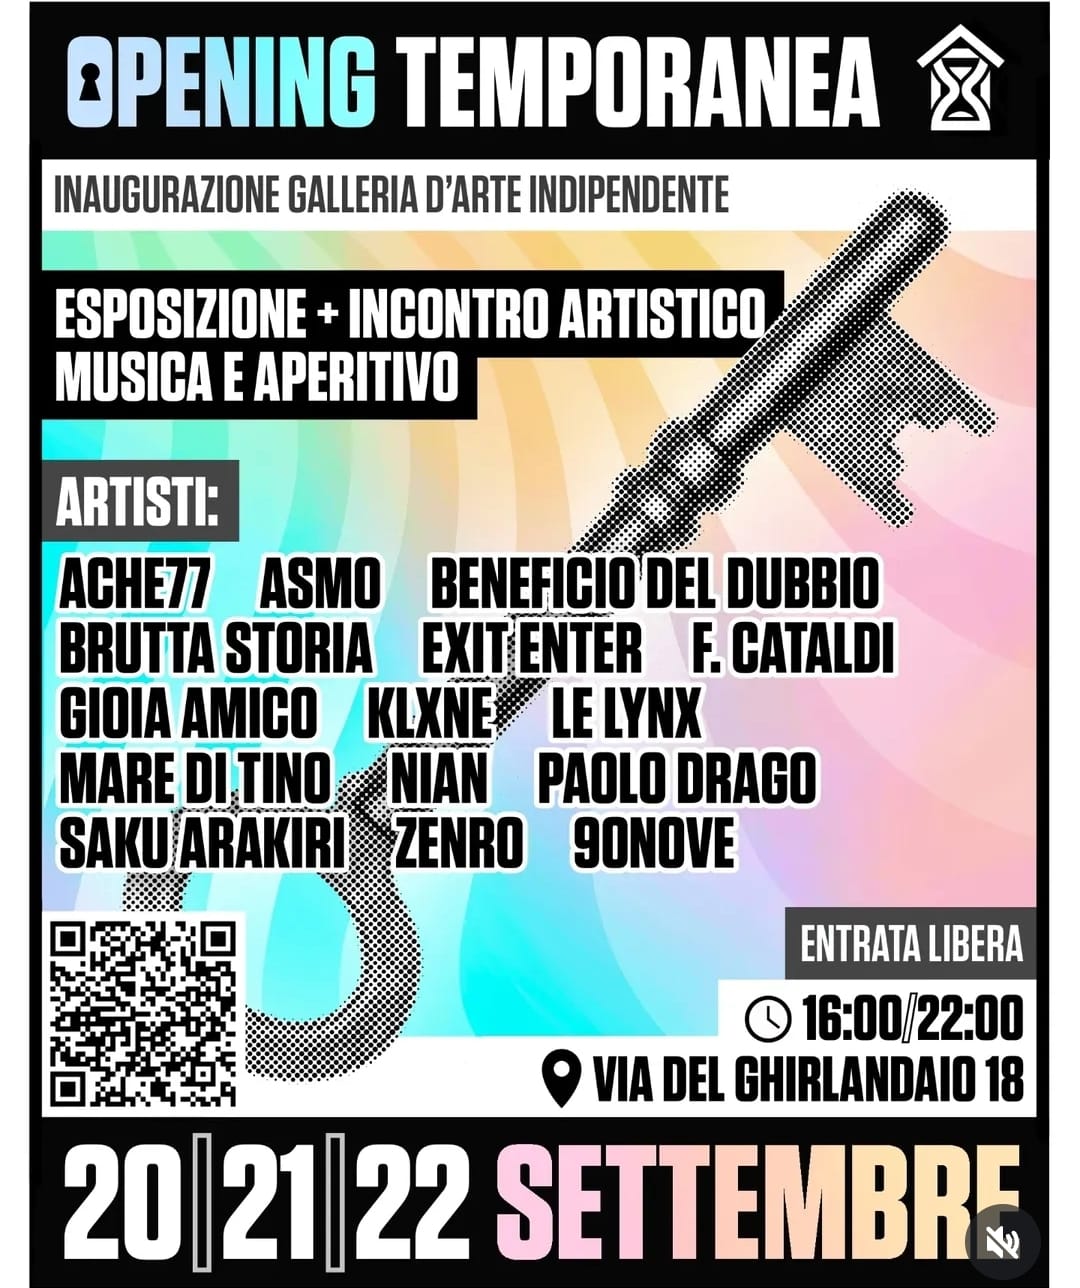 OPENING TEMPORANEA
INAUGURAZIONE GALLERIA D'ARTE INDIPENDENTE
ESPOSIZIONE + INCONTRO ARTISTICO
MUSICA E APERITIVO
ARTISTI:
ACHE77 ASMO BENEFICIO DEL DUBBIO
BRUTTA STORIA EXIT ENTER F. CATALDI
GIOIA AMICO KLXNE LE LYNX
MARE DI TINO NIAN PAOLO DRAGO
SAKU ARAKIRI ZENRO 90NOVE
ENTRATA LIBERA
16:00/22:00
VIA DEL GHIRLANDAIO 18
20|21|22 SETTEMBRE